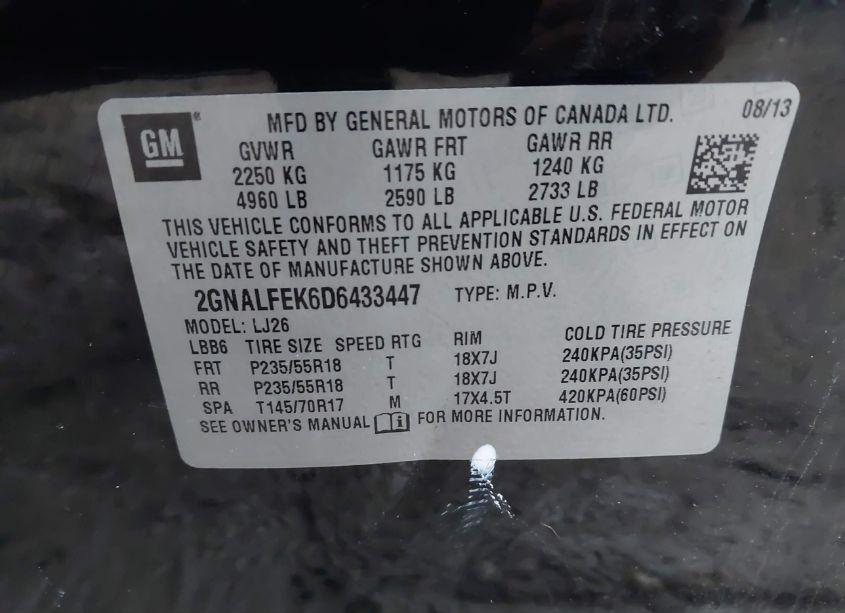 GM
MFD BY GENERAL MOTORS OF CANADA LTD. 08/13
GVWR GAWR FRT GAWR RR
2250 KG 1175 KG 1240 KG
4960 LB 2590 LB 2733 LB
THIS VEHICLE CONFORMS TO ALL APPLICABLE U.S. FEDERAL MOTOR
VEHICLE SAFETY AND THEFT PREVENTION STANDARDS IN EFFECT ON
THE DATE OF MANUFACTURE SHOWN ABOVE.
2GNALFEK6D6433447 TYPE: M.P.V.
MODEL: LJ26
LBB6 TIRE SIZE SPEED RTG RIM COLD TIRE PRESSURE
FRT P235/55R18 T 18X7J 240KPA(35PSI)
RR P235/55R18 T 18X7J 240KPA(35PSI)
SPA T145/70R17 M 17X4.5T 420KPA(60PSI)
SEE OWNER'S MANUAL i FOR MORE INFORMATION.